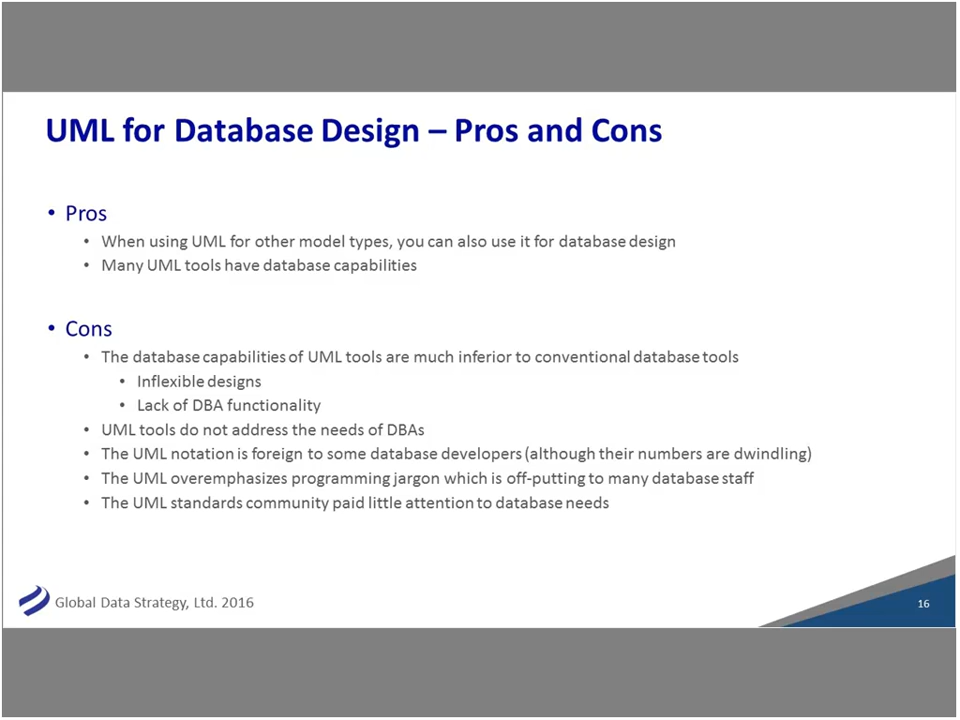 UML for Database Design – Pros and Cons
• Pros
• When using UML for other model types, you can also use it for database design
• Many UML tools have database capabilities
• Cons
• The database capabilities of UML tools are much inferior to conventional database tools
• Inflexible designs
• Lack of DBA functionality
• UML tools do not address the needs of DBAs
• The UML notation is foreign to some database developers (although their numbers are dwindling)
• The UML overemphasizes programming jargon which is off-putting to many database staff
• The UML standards community paid little attention to database needs
Global Data Strategy, Ltd. 2016
16